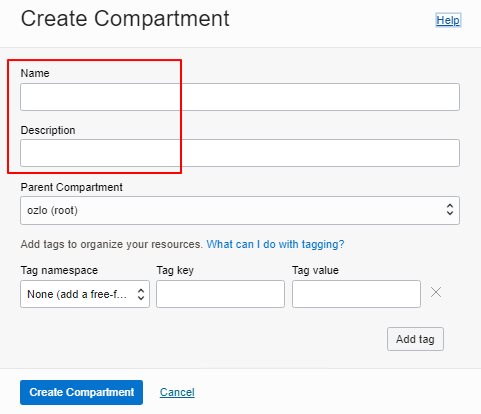 Create Compartment
Help
Name
Description
Parent Compartment
ozlo (root)
Add tags to organize your resources. What can I do with tagging?
Tag namespace Tag key Tag value
None (add a free-f...
Add tag
Create Compartment Cancel